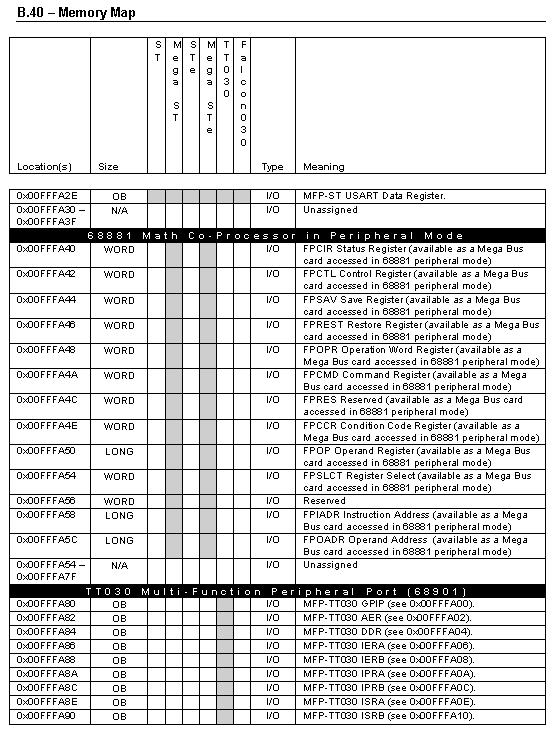 B.40 – Memory Map
Location(s) Size ST Mega ST STe Mega STe TT030 Falcon030 Type Meaning
0x00FFFA2E OB I/O MFP-ST USART Data Register.
0x00FFFA30 – N/A I/O Unassigned
0x00FFFA3F
68881 Math Co-Processor in Peripheral Mode
0x00FFFA40 WORD I/O FPCIR Status Register (available as a Mega Bus
card accessed in 68881 peripheral mode)
0x00FFFA42 WORD I/O FPCTL Control Register (available as a Mega Bus
card accessed in 68881 peripheral mode)
0x00FFFA44 WORD I/O FPSAV Save Register (available as a Mega Bus
card accessed in 68881 peripheral mode)
0x00FFFA46 WORD I/O FPREST Restore Register (available as a Mega Bus
card accessed in 68881 peripheral mode)
0x00FFFA48 WORD I/O FPOPR Operation Word Register (available as a
Mega Bus card accessed in 68881 peripheral mode)
0x00FFFA4A WORD I/O FPCMD Command Register (available as a Mega
Bus card accessed in 68881 peripheral mode)
0x00FFFA4C WORD I/O FPRES Reserved (available as a Mega Bus card
accessed in 68881 peripheral mode)
0x00FFFA4E WORD I/O FPCCR Condition Code Register (available as a
Mega Bus card accessed in 68881 peripheral mode)
0x00FFFA50 LONG I/O FPOP Operand Register (available as a Mega Bus
card accessed in 68881 peripheral mode)
0x00FFFA54 WORD I/O FPSLCT Register Select (available as a Mega Bus
card accessed in 68881 peripheral mode)
0x00FFFA56 WORD I/O Reserved
0x00FFFA58 LONG I/O FPIADR Instruction Address (available as a Mega
Bus card accessed in 68881 peripheral mode)
0x00FFFA5C LONG I/O FPOADR Operand Address (available as a Mega
Bus card accessed in 68881 peripheral mode)
0x00FFFA54 – N/A I/O Unassigned
0x00FFFA7F
TT030 Multi-Function Peripheral Port (68901)
0x00FFFA80 OB I/O MFP-TT030 GPIP (see 0x00FFFA00).
0x00FFFA82 OB I/O MFP-TT030 AER (see 0x00FFFA02).
0x00FFFA84 OB I/O MFP-TT030 DDR (see 0x00FFFA04).
0x00FFFA86 OB I/O MFP-TT030 IERA (see 0x00FFFA06).
0x00FFFA88 OB I/O MFP-TT030 IERB (see 0x00FFFA08).
0x00FFFA8A OB I/O MFP-TT030 IPRA (see 0x00FFFA0A).
0x00FFFA8C OB I/O MFP-TT030 IPRB (see 0x00FFFA0C).
0x00FFFA8E OB I/O MFP-TT030 ISRA (see 0x00FFFA0E).
0x00FFFA90 OB I/O MFP-TT030 ISRB (see 0x00FFFA10).